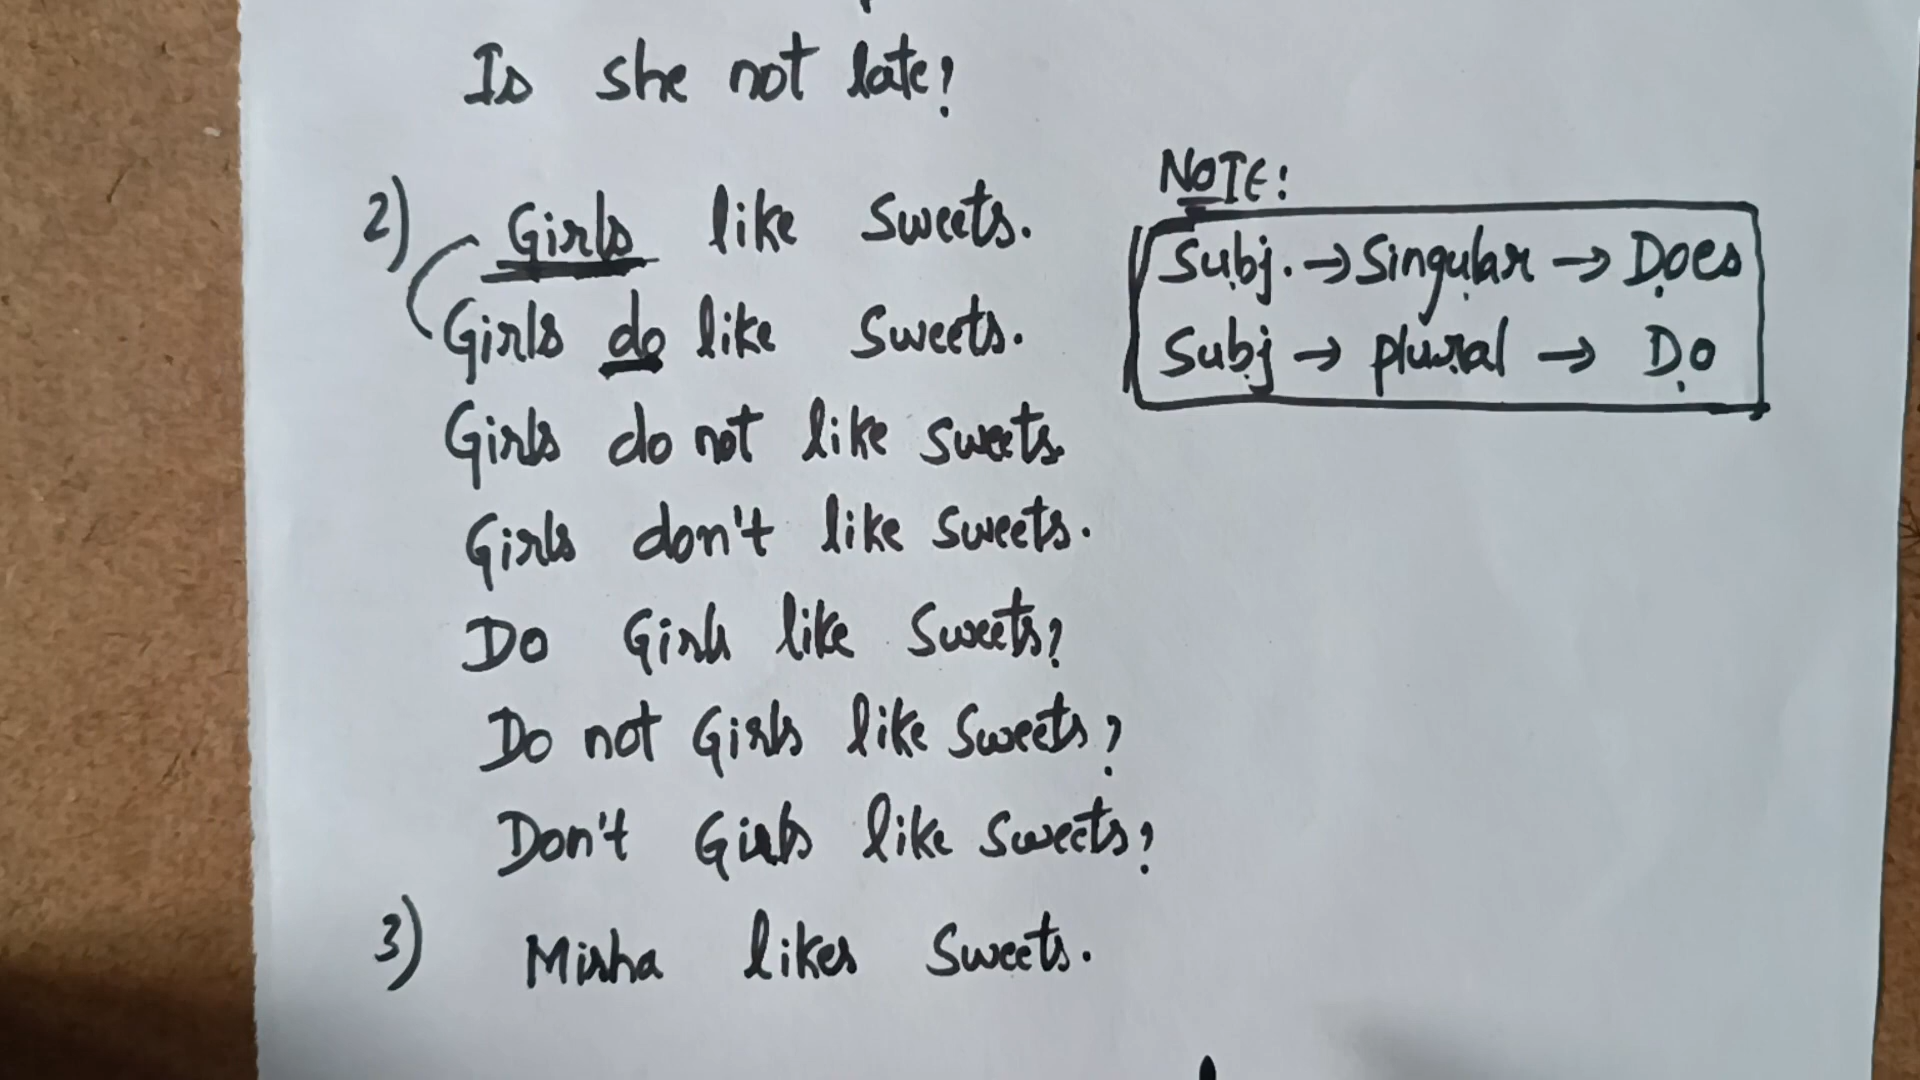 Is she not late?
2) Girls like Sweets.
Girls do like Sweets.
Girls do not like sweets.
Girls don't like sweets.
Do Girls like Sweets?
Do not Girls like Sweets?
Don't Girls like sweets?
3) Misha likes Sweets.
NOTE:
Subj. → Singular → Does
Subj → plural → Do